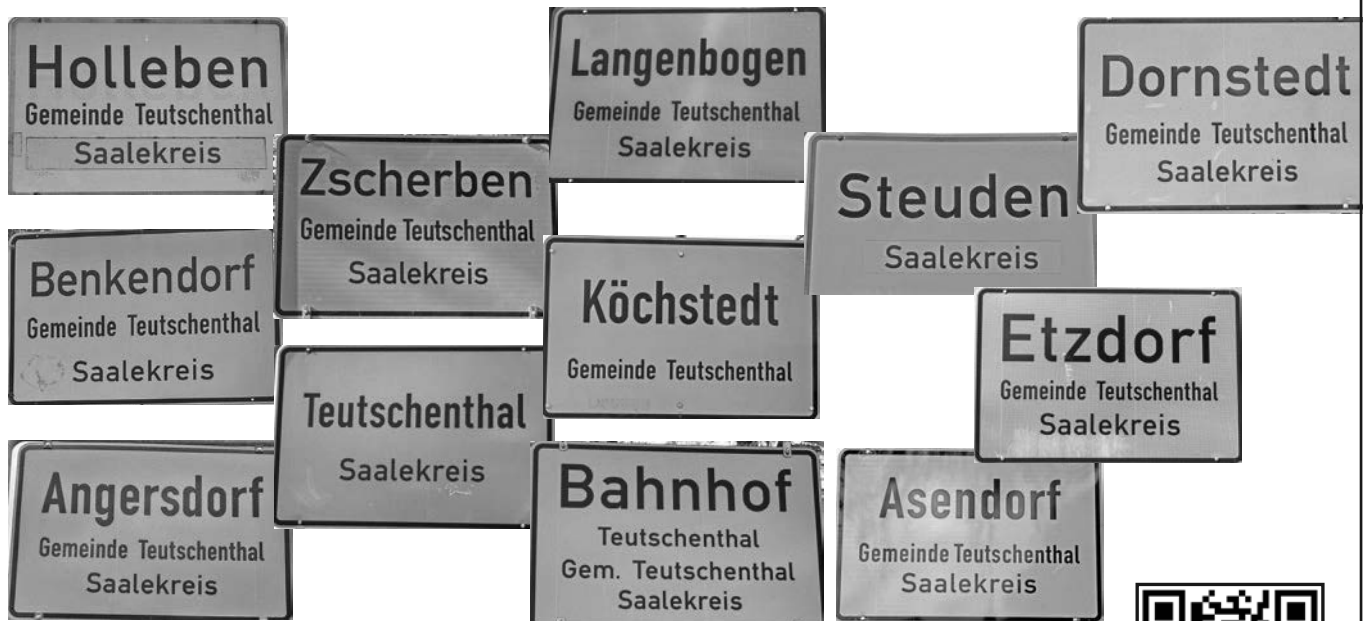 Holleben
Gemeinde Teutschenthal
Saalekreis
Langenbogen
Gemeinde Teutschenthal
Saalekreis
Dornstedt
Gemeinde Teutschenthal
Saalekreis
Zscherben
Gemeinde Teutschenthal
Saalekreis
Steuden
Saalekreis
Benkendorf
Gemeinde Teutschenthal
Saalekreis
Köchstedt
Gemeinde Teutschenthal
Etzdorf
Gemeinde Teutschenthal
Saalekreis
Teutschenthal
Saalekreis
Angersdorf
Gemeinde Teutschenthal
Saalekreis
Bahnhof
Teutschenthal
Gem. Teutschenthal
Saalekreis
Asendorf
Gemeinde Teutschenthal
Saalekreis